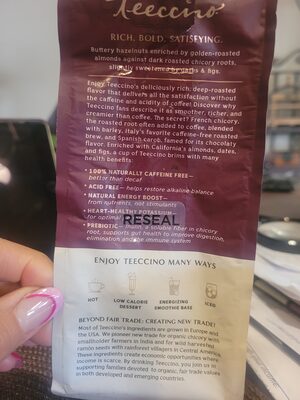 Teeccino
RICH, BOLD, SATISFYING.
Buttery hazelnuts enriched by golden-roasted
almonds against dark roasted chicory roots,
slightly sweetened by dates & figs.
Enjoy Teeccino's deliciously rich, deep-roasted
flavor that delivers all the satisfaction without
the caffeine and acidity of coffee! Discover why
Teeccino fans describe it as smoother, richer, and
creamier than coffee. The secret? French chicory,
the roasted root often added to coffee, blended
with barley, Italy's favorite caffeine-free roasted
brew, and Spanish carob, famed for its chocolaty
flavor. Enriched with California's almonds, dates,
and figs, a cup of Teeccino brims with many
health benefits:
• 100% NATURALLY CAFFEINE FREE—
better than decaf
• ACID FREE— helps restore alkaline balance
• NATURAL ENERGY BOOST—
from nutrients, not stimulants
• HEART-HEALTHY POTASSIUM—
for optimal
RESEAL
• PREBIOTIC— inulin, a soluble fiber in chicory
root, supports gut health to improve digestion,
elimination and the immune system
ENJOY TEECCINO MANY WAYS
HOT
LOW CALORIE
DESSERT
ENERGIZING
SMOOTHIE BASE
ICED
BEYOND FAIR TRADE: CREATING NEW TRADE!
Most of Teeccino's ingredients are grown in Europe and
the USA. We pioneer new trade for organic chicory with
smallholder farmers in India and for wild harvested
ramón seeds with rainforest villagers in Central America.
These ingredients create economic opportunities where
income is scarce. By drinking Teeccino, you join us in
supporting families devoted to organic, fair trade values
in both developed and emerging countries.